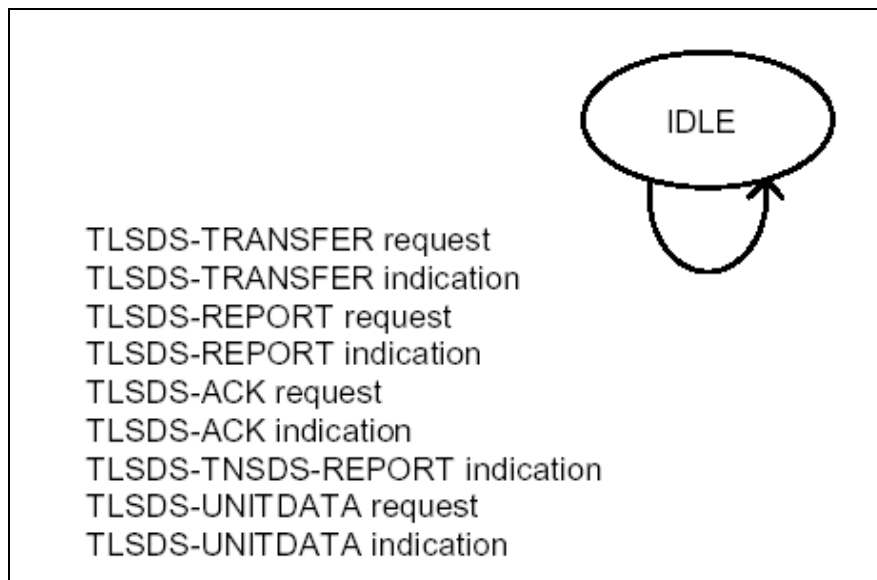 IDLE
TLSDS-TRANSFER request
TLSDS-TRANSFER indication
TLSDS-REPORT request
TLSDS-REPORT indication
TLSDS-ACK request
TLSDS-ACK indication
TLSDS-TNSDS-REPORT indication
TLSDS-UNITDATA request
TLSDS-UNITDATA indication